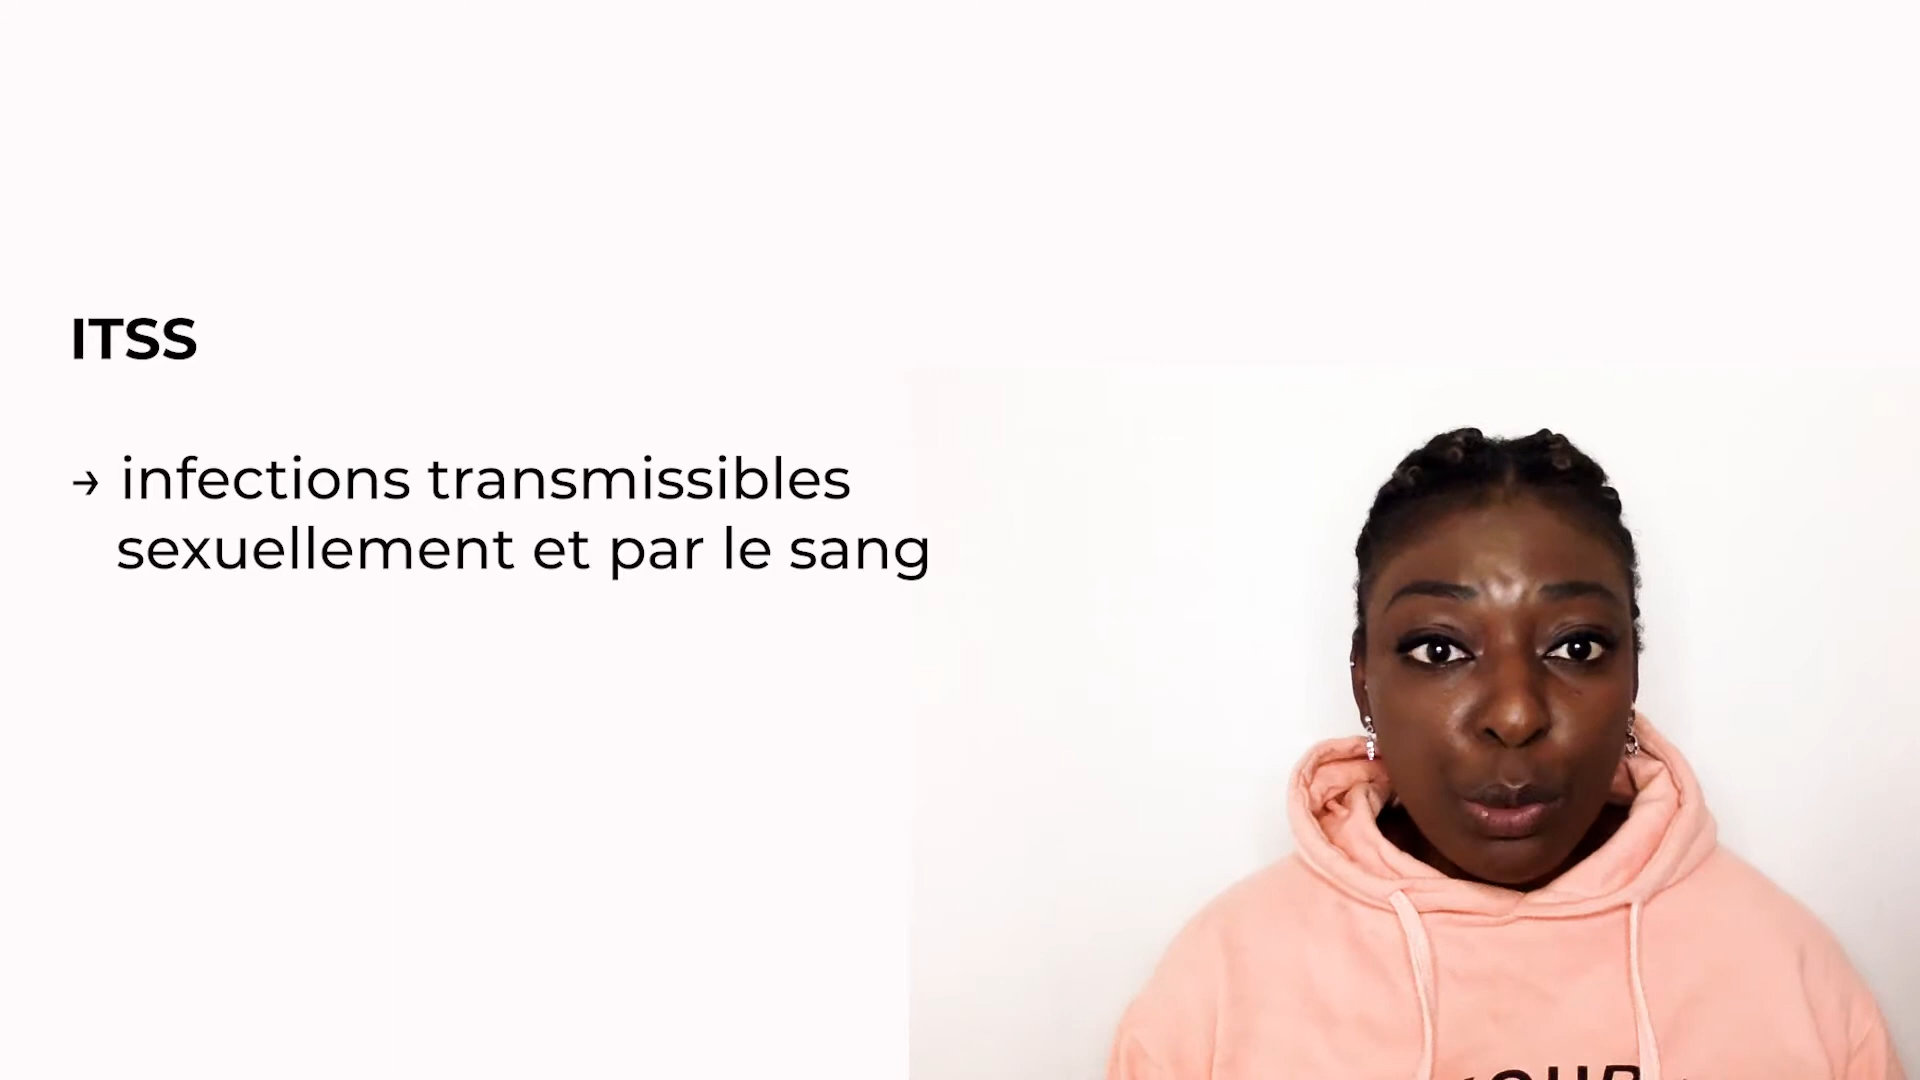 ITSS
→ infections transmissibles
sexuellement et par le sang